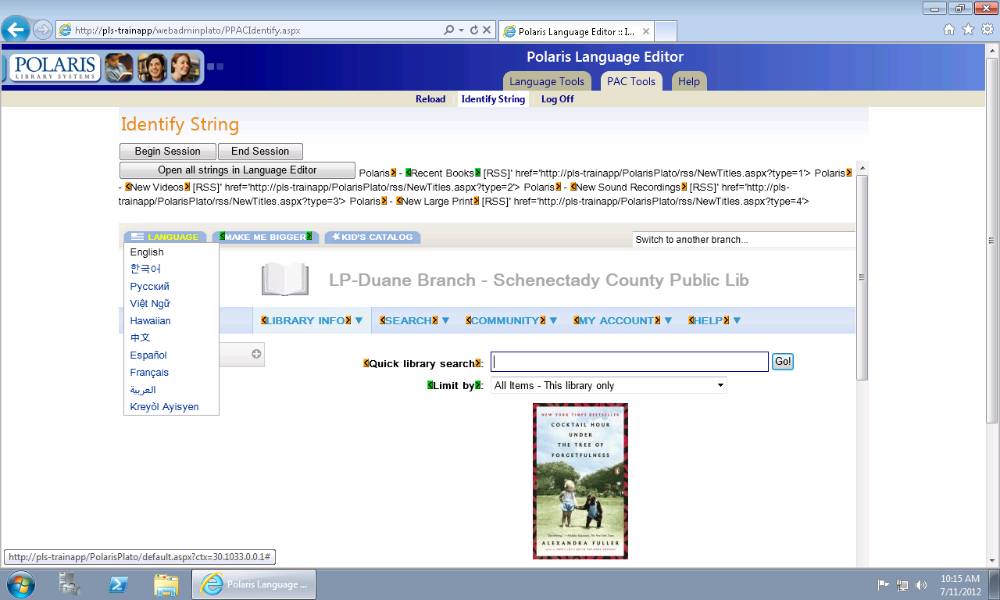 http://pls-trainapp/webadminplato/PPACIdentify.aspx
Polaris Language Editor :: I...
POLARIS
LIBRARY SYSTEMS
Polaris Language Editor
Language Tools
PAC Tools
Help
Reload
Identify String
Log Off
Identify String
Begin Session
End Session
Open all strings in Language Editor
Polaris> - <Recent Books> [RSS]' href='http://pls-trainapp/PolarisPlato/rss/NewTitles.aspx?type=1'> Polaris>
- <New Videos> [RSS]' href='http://pls-trainapp/PolarisPlato/rss/NewTitles.aspx?type=2'> Polaris> - <New Sound Recordings> [RSS]' href='http://pls-
trainapp/PolarisPlato/rss/NewTitles.aspx?type=3'> Polaris> - <New Large Print> [RSS]' href='http://pls-trainapp/PolarisPlato/rss/NewTitles.aspx?type=4'>
LANGUAGE
<MAKE ME BIGGER>
KID'S CATALOG
Switch to another branch...
English
한국어
Русский
Việt Ngữ
Hawaiian
中文
Español
Français
العربية
Kreyòl Ayisyen
LP-Duane Branch - Schenectady County Public Lib
<LIBRARY INFO> ▼
<SEARCH> ▼
<COMMUNITY> ▼
<MY ACCOUNT> ▼
<HELP> ▼
<Quick library search>:
Go!
<Limit by>:
All Items - This library only
NEW YORK TIMES BESTSELLER
COCKTAIL HOUR
UNDER
THE TREE OF
FORGETFULNESS
ALEXANDRA FULLER
http://pls-trainapp/PolarisPlato/default.aspx?ctx=30.1033.0.0.1#
Polaris Language ...
10:15 AM
7/11/2012